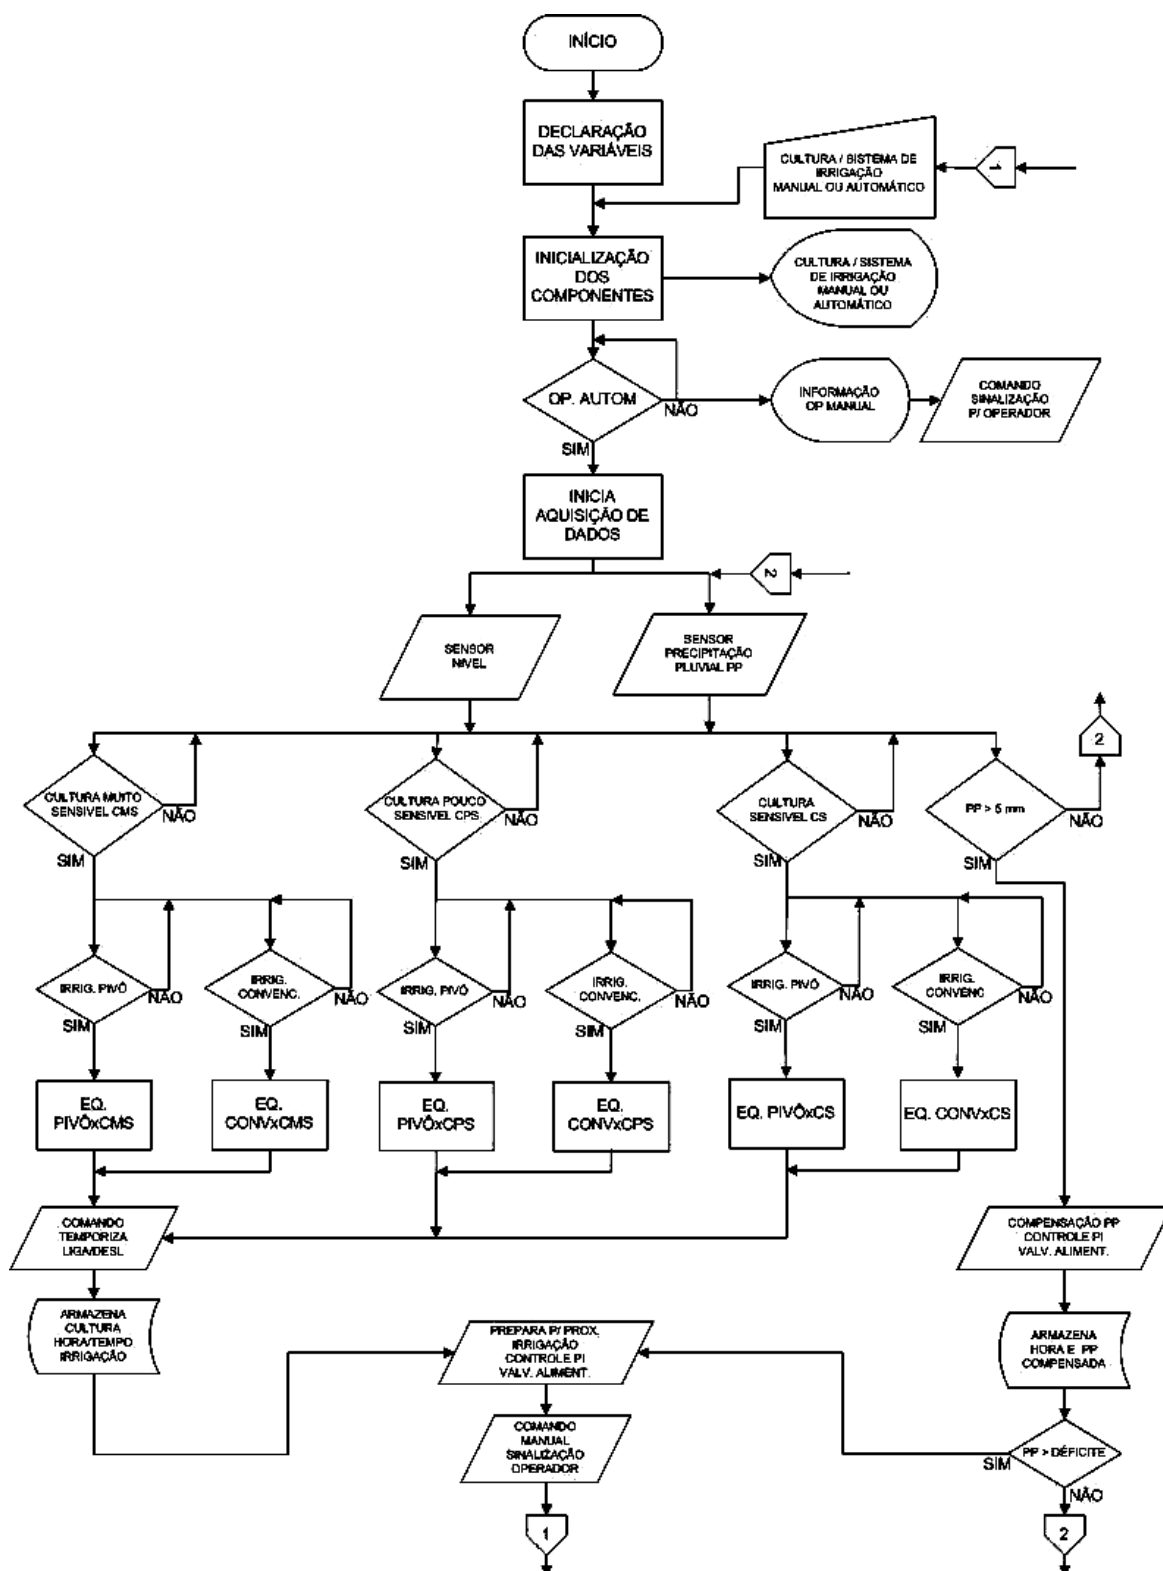 INÍCIO
DECLARAÇÃO
DAS VARIÁVEIS
CULTURA / SISTEMA DE
IRRIGAÇÃO
MANUAL OU AUTOMÁTICO
1
INICIALIZAÇÃO
DOS
COMPONENTES
CULTURA / SISTEMA
DE IRRIGAÇÃO
MANUAL OU
AUTOMÁTICO
OP. AUTOM
NÃO
SIM
INFORMAÇÃO
OP MANUAL
COMANDO
SINALIZAÇÃO
P/ OPERADOR
INICIA
AQUISIÇÃO DE
DADOS
2
SENSOR
NIVEL
SENSOR
PRECIPITAÇÃO
PLUVIAL PP
2
CULTURA MUITO
SENSIVEL CMS
NÃO
SIM
CULTURA POUCO
SENSIVEL CPS
NÃO
SIM
CULTURA
SENSIVEL CS
NÃO
SIM
PP > 5 mm
NÃO
SIM
IRRIG. PIVÔ
NÃO
SIM
IRRIG.
CONVENC.
NÃO
SIM
IRRIG. PIVÔ
NÃO
SIM
IRRIG.
CONVENC.
NÃO
SIM
IRRIG. PIVÔ
NÃO
SIM
IRRIG.
CONVENC
NÃO
SIM
EQ.
PIVÔxCMS
EQ.
CONVxCMS
EQ.
PIVÔxCPS
EQ.
CONVxCPS
EQ. PIVÔxCS
EQ. CONVxCS
COMANDO
TEMPORIZA
LIGA/DESL
COMPENSAÇÃO PP
CONTROLE PI
VALV. ALIMENT.
ARMAZENA
CULTURA
HORA/TEMPO
IRRIGAÇÃO
PREPARA P/ PROX.
IRRIGAÇÃO
CONTROLE PI
VALV. ALIMENT.
ARMAZENA
HORA E PP
COMPENSADA
COMANDO
MANUAL
SINALIZAÇÃO
OPERADOR
PP > DÉFICITE
SIM
NÃO
1
2